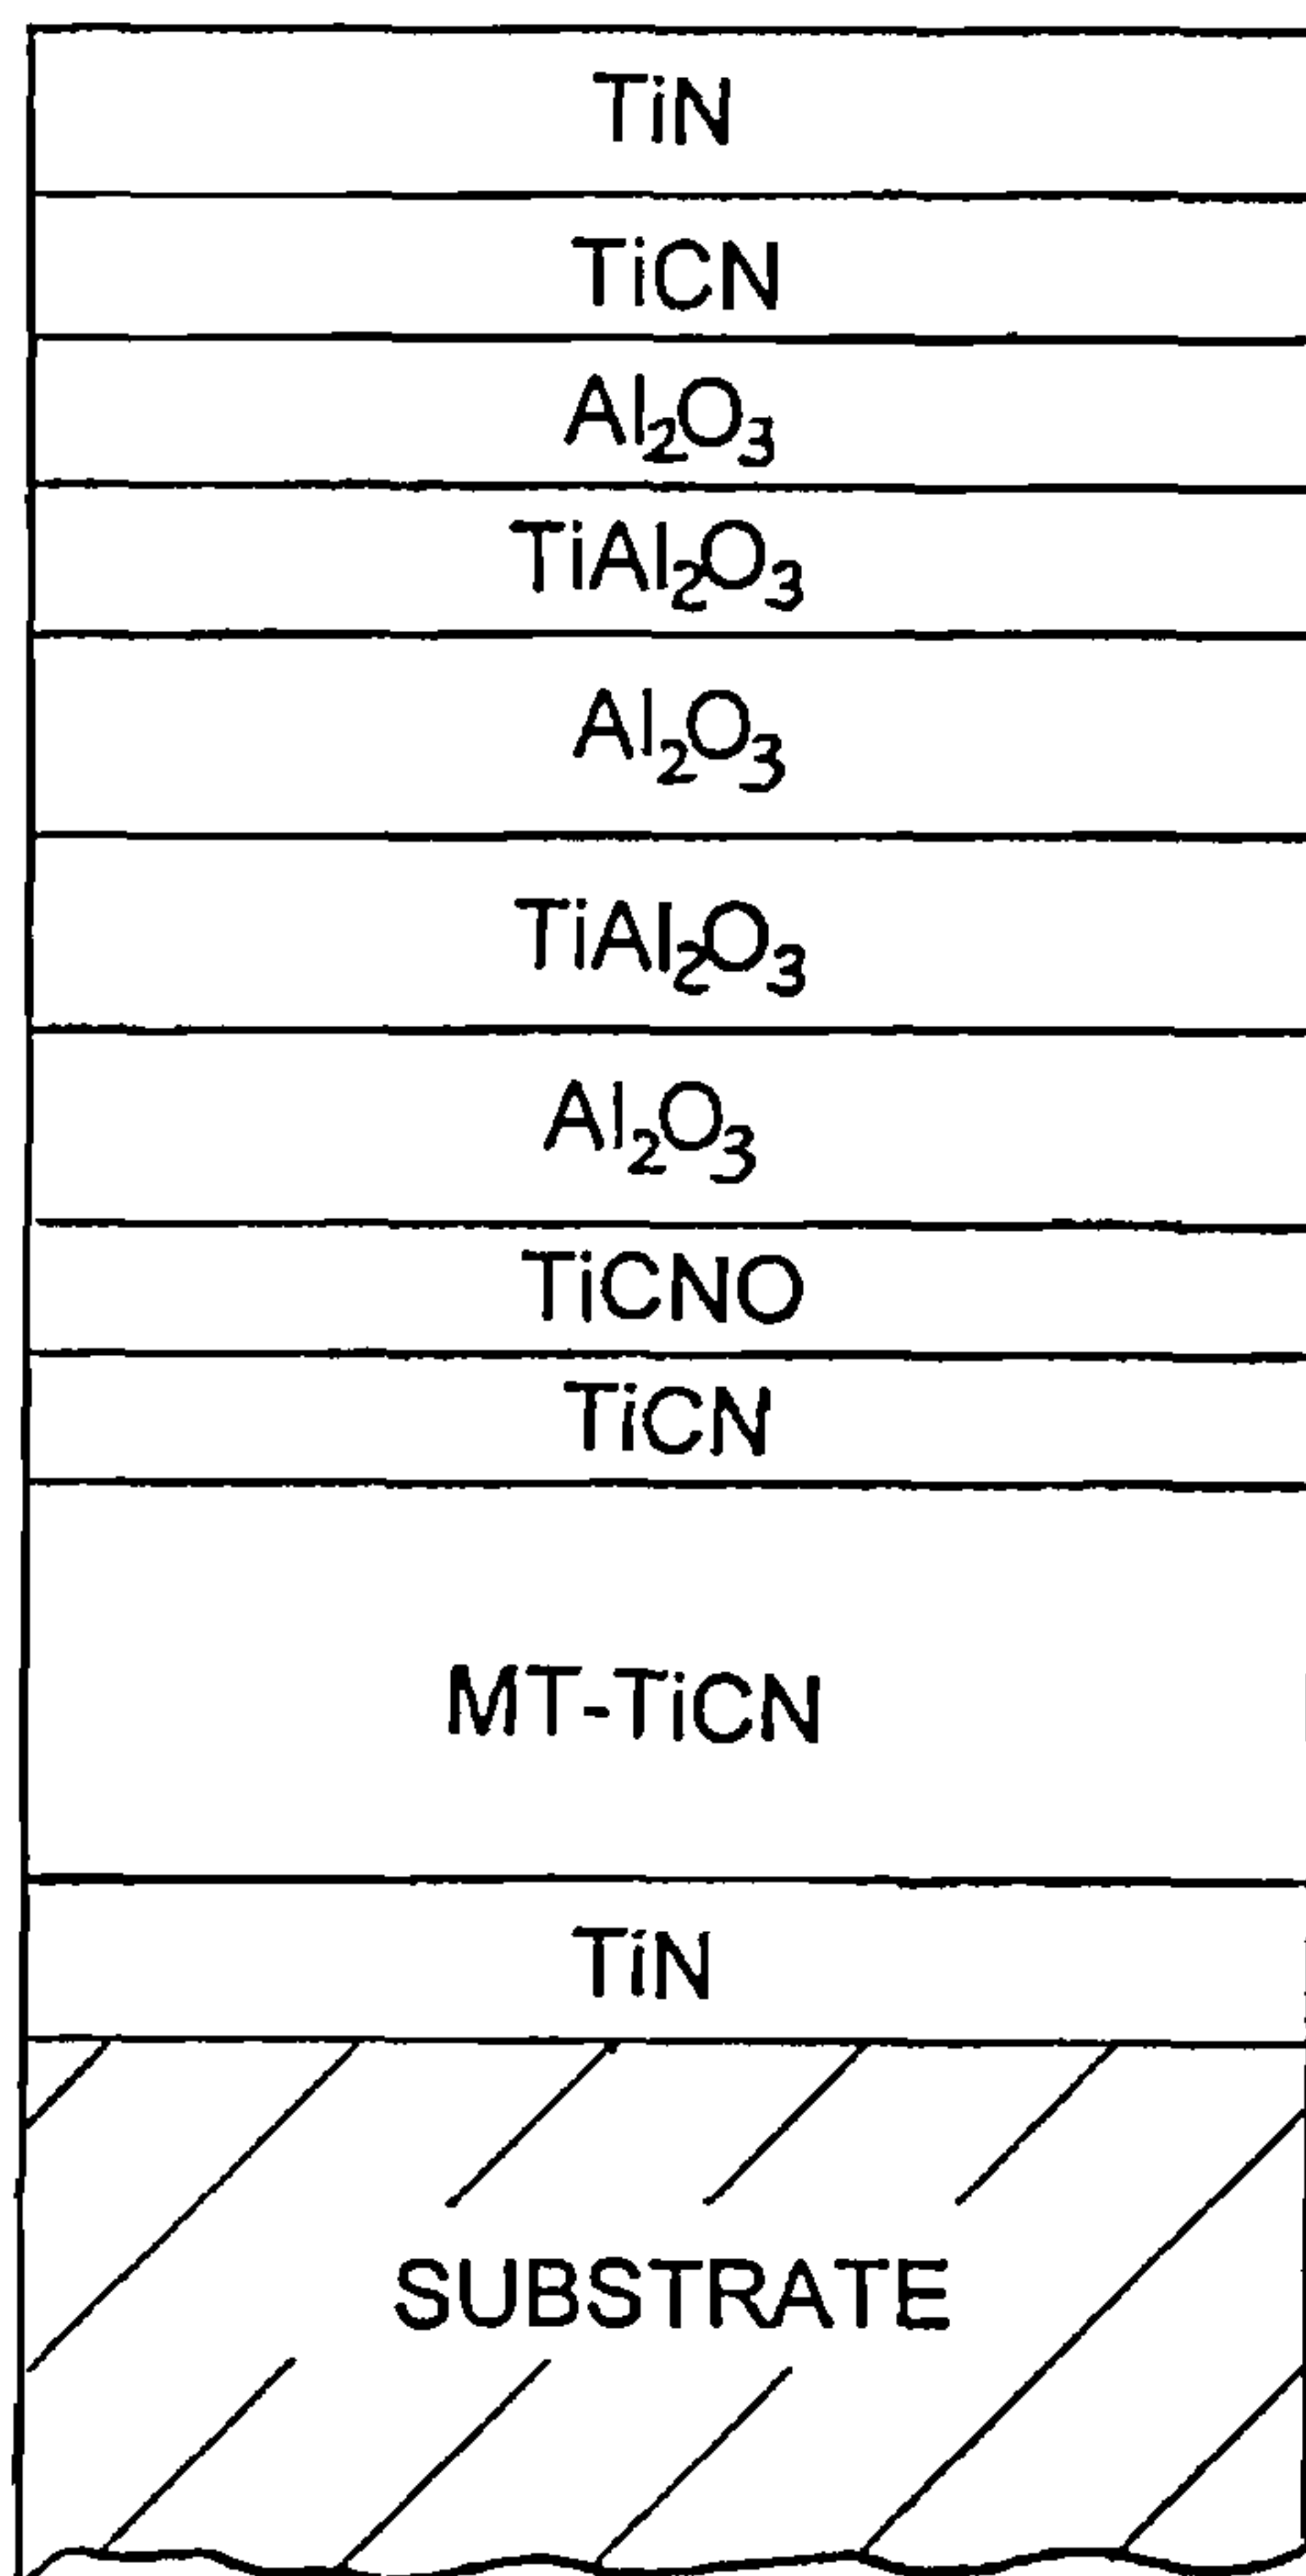 TiN
TiCN
Al₂O₃
TiAl₂O₃
Al₂O₃
TiAl₂O₃
Al₂O₃
TiCNO
TiCN
MT-TiCN
TiN
SUBSTRATE